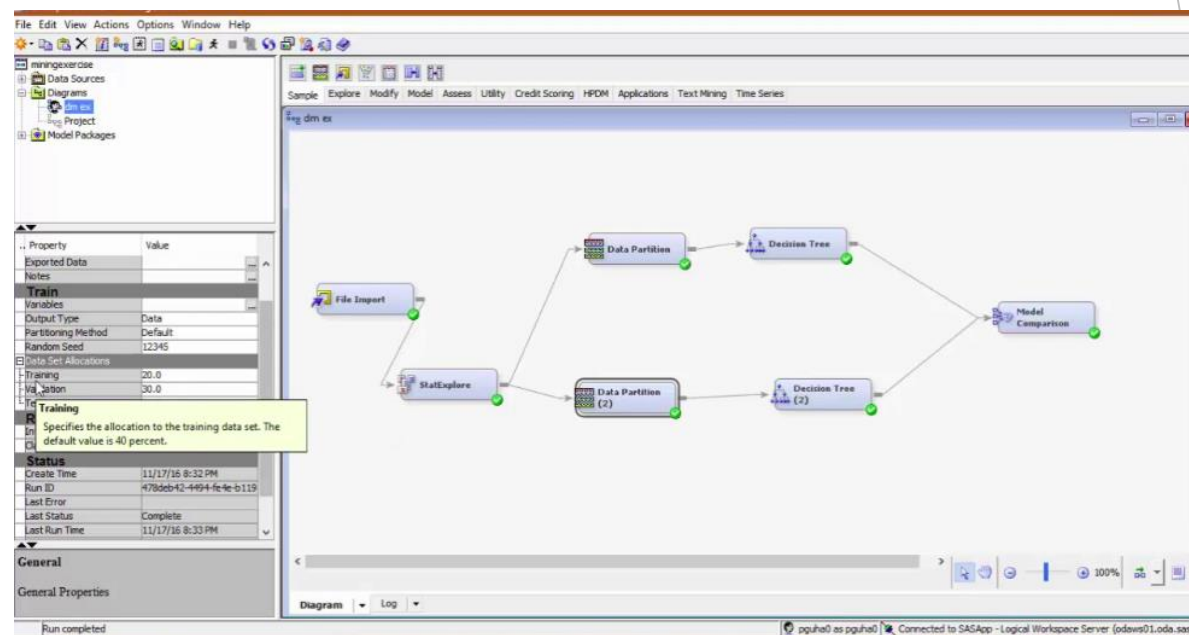 File Edit View Actions Options Window Help
miningexercise
Data Sources
Diagrams
dm ex
Project
Model Packages
Sample Explore Modify Model Assess Utility Credit Scoring HPDM Applications Text Mining Time Series
dm ex
.. Property Value
Exported Data
Notes
Train
Variables
Output Type Data
Partitioning Method Default
Random Seed 12345
Data Set Allocations
Training 20.0
30.0
Training
Specifies the allocation to the training data set. The
default value is 40 percent.
Status
Create Time 11/17/16 8:32 PM
Run ID 478deb42-4494-fe4e-b119
Last Error
Last Status Complete
Last Run Time 11/17/16 8:33 PM
General
General Properties
File Import
StatExplore
Data Partition
Decision Tree
Data Partition
(2)
Decision Tree
(2)
Model
Comparison
100%
Diagram Log
Run completed
pguha0 as pguha0 Connected to SASApp - Logical Workspace Server (odaws01.oda.sas